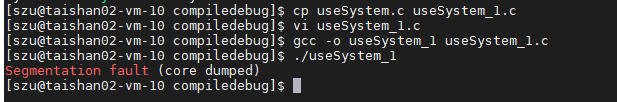 [szu@taishan02-vm-10 compiledebug]$ cp useSystem.c useSystem_1.c
[szu@taishan02-vm-10 compiledebug]$ vi useSystem_1.c
[szu@taishan02-vm-10 compiledebug]$ gcc -o useSystem_1 useSystem_1.c
[szu@taishan02-vm-10 compiledebug]$ ./useSystem_1
Segmentation fault (core dumped)
[szu@taishan02-vm-10 compiledebug]$